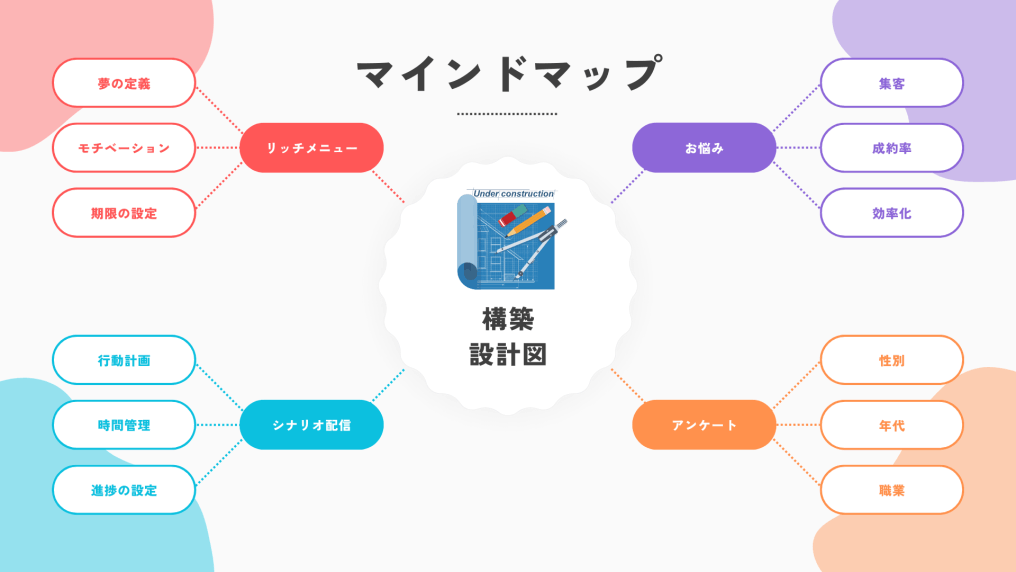 マインドマップ
夢の定義
モチベーション
期限の設定
リッチメニュー
お悩み
集客
成約率
効率化
Under construction
構築
設計図
行動計画
時間管理
進捗の設定
シナリオ配信
アンケート
性別
年代
職業